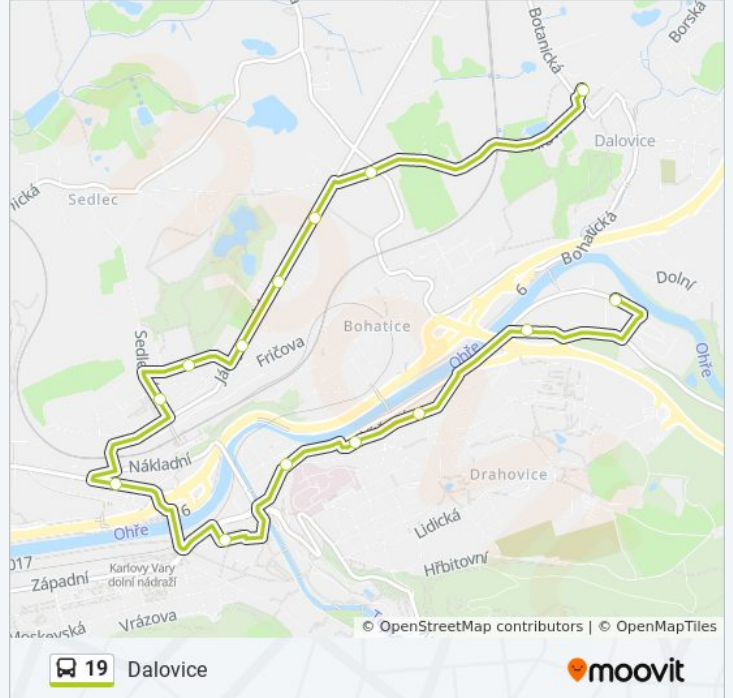 Botanická
Borská
Dalovice
Sedlec
Bohatická
Dolní
6
Bohatice
Fričova
Ohře
Ohře
Nákladní
Drahovice
6
Lidická
Ohře
Hřbitovní
Karlovy Vary
dolní nádraží
Západní
Vrázova
Moskevská
© OpenStreetMap contributors | © OpenMapTiles
19 Dalovice
moovit